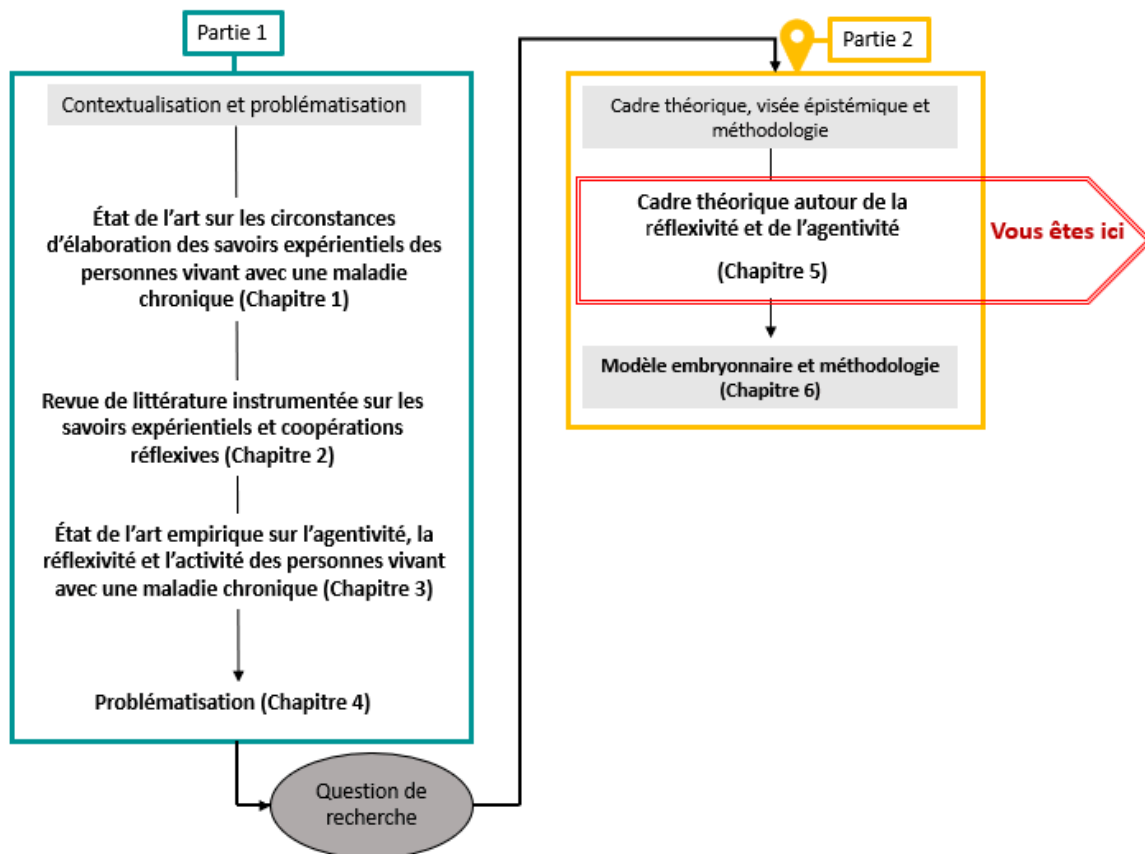 Partie 1
Contextualisation et problématisation
État de l’art sur les circonstances
d’élaboration des savoirs expérientiels des
personnes vivant avec une maladie
chronique (Chapitre 1)
Revue de littérature instrumentée sur les
savoirs expérientiels et coopérations
réflexives (Chapitre 2)
État de l’art empirique sur l’agentivité, la
réflexivité et l’activité des personnes vivant
avec une maladie chronique (Chapitre 3)
Problématisation (Chapitre 4)
Question de
recherche
Partie 2
Cadre théorique, visée épistémique et
méthodologie
Cadre théorique autour de la
réflexivité et de l’agentivité
(Chapitre 5)
Vous êtes ici
Modèle embryonnaire et méthodologie
(Chapitre 6)